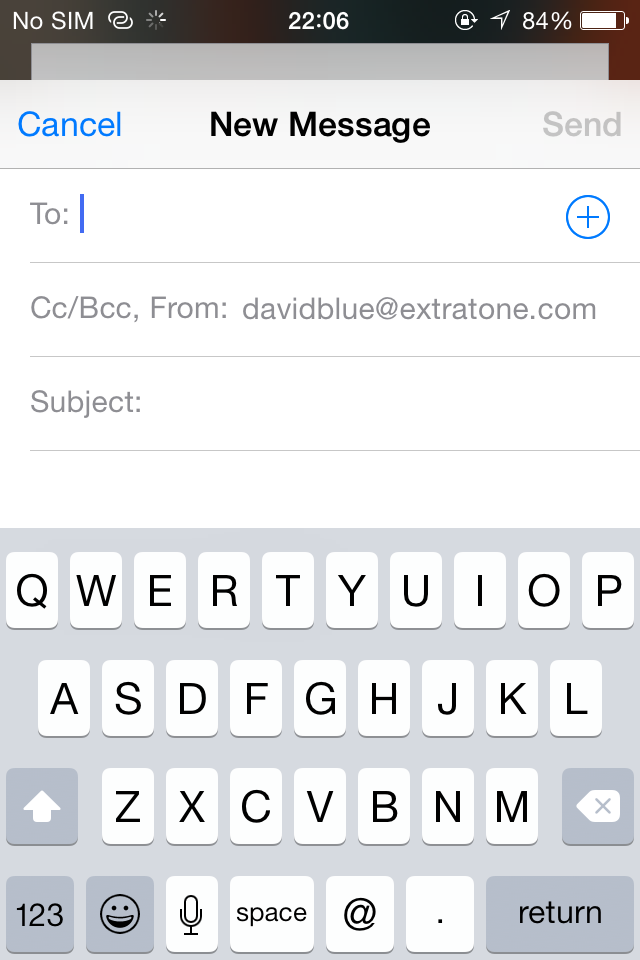 No SIM 22:06 84%
Cancel New Message Send
To:
Cc/Bcc, From: davidblue@extratone.com
Subject:
Q W E R T Y U I O P
A S D F G H J K L
Z X C V B N M
123 space @ . return